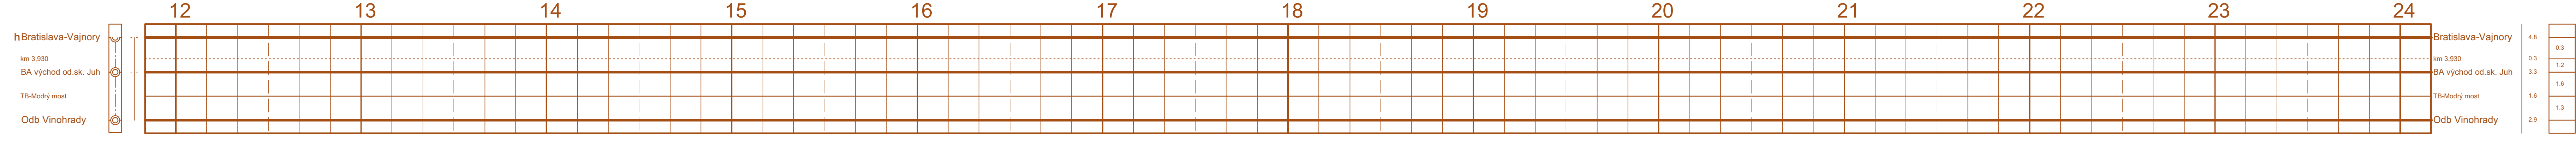 12 13 14 15 16 17 18 19 20 21 22 23 24
h Bratislava-Vajnory Bratislava-Vajnory 4.8
0.3
km 3,930 km 3,930 0.3
1.2
BA východ od.sk. Juh BA východ od.sk. Juh 3.3
1.6
TB-Modrý most TB-Modrý most 1.6
1.3
Odb Vinohrady Odb Vinohrady 2.9